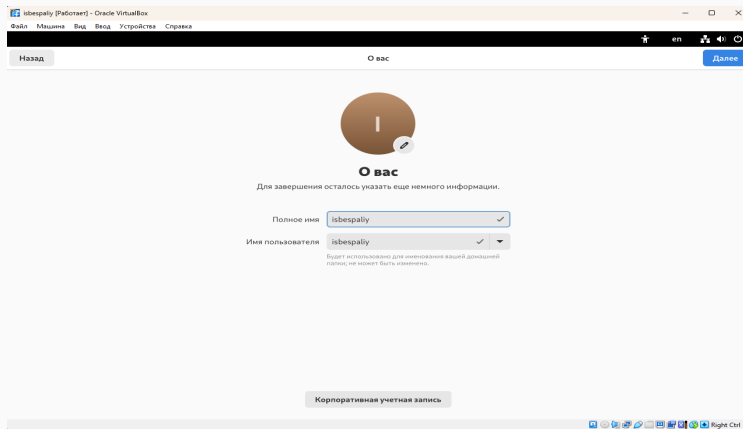 isbespaliy [Работает] - Oracle VirtualBox
Файл Машина Вид Ввод Устройства Справка
en
Назад О вас Далее
I
О вас
Для завершения осталось указать еще немного информации.
Полное имя isbespaliy
Имя пользователя isbespaliy
Будет использовано для именования вашей домашней
папки; не может быть изменено.
Корпоративная учетная запись
Right Ctrl